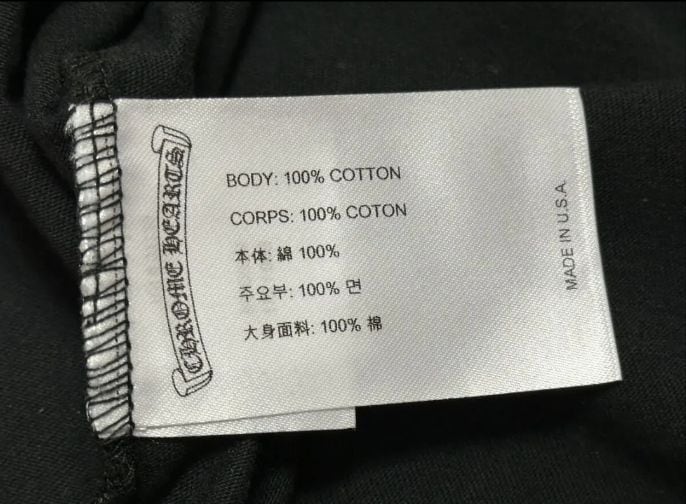 CHROME HEARTS
BODY: 100% COTTON
CORPS: 100% COTON
本体: 綿 100%
주요부: 100% 면
大身面料: 100% 棉
MADE IN U.S.A.